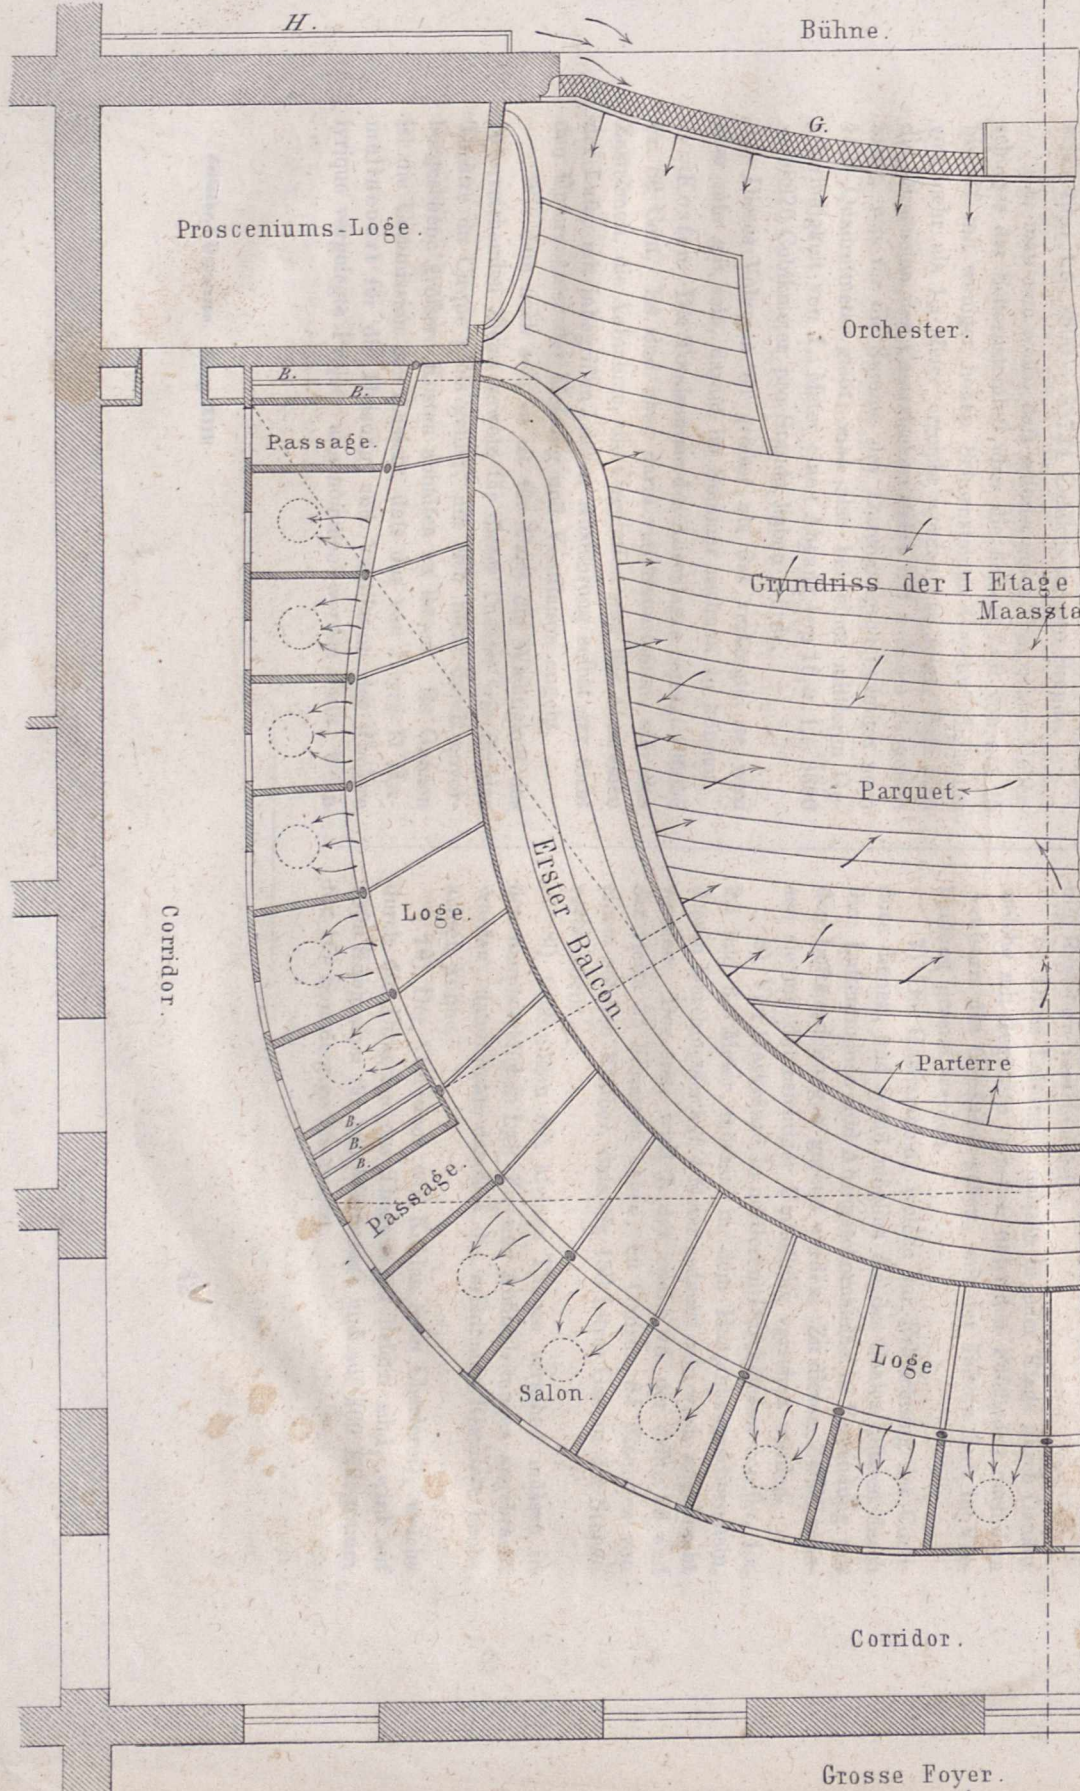 H.
Bühne.
G.
Prosceniums-Loge.
Orchester.
B.
B.
Passage.
Grundriss der I Etage
Maassta
Parquet.
Erster Balcon.
Loge.
Corridor.
Parterre
B.
B.
B.
Passage.
Loge
Salon.
Corridor.
Grosse Foyer.